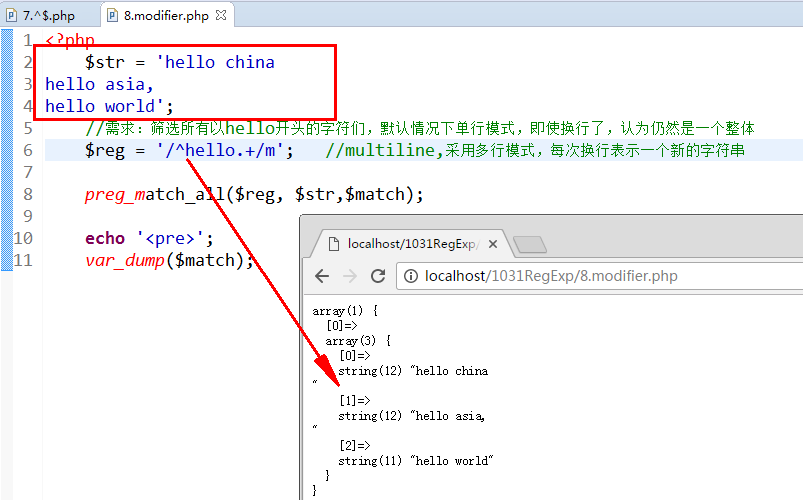 7.^$.php
8.modifier.php
1 <?php
2 $str = 'hello china
3 hello asia,
4 hello world';
5 //需求：筛选所有以hello开头的字符们，默认情况下单行模式，即使换行了，认为仍然是一个整体
6 $reg = '/^hello.+/m'; //multiline,采用多行模式，每次换行表示一个新的字符串
7
8 preg_match_all($reg, $str,$match);
9
10 echo '<pre>';
11 var_dump($match);
localhost/1031RegExp/
localhost/1031RegExp/8.modifier.php
array(1) {
[0]=>
array(3) {
[0]=>
string(12) "hello china
"
[1]=>
string(12) "hello asia,
"
[2]=>
string(11) "hello world"
}
}